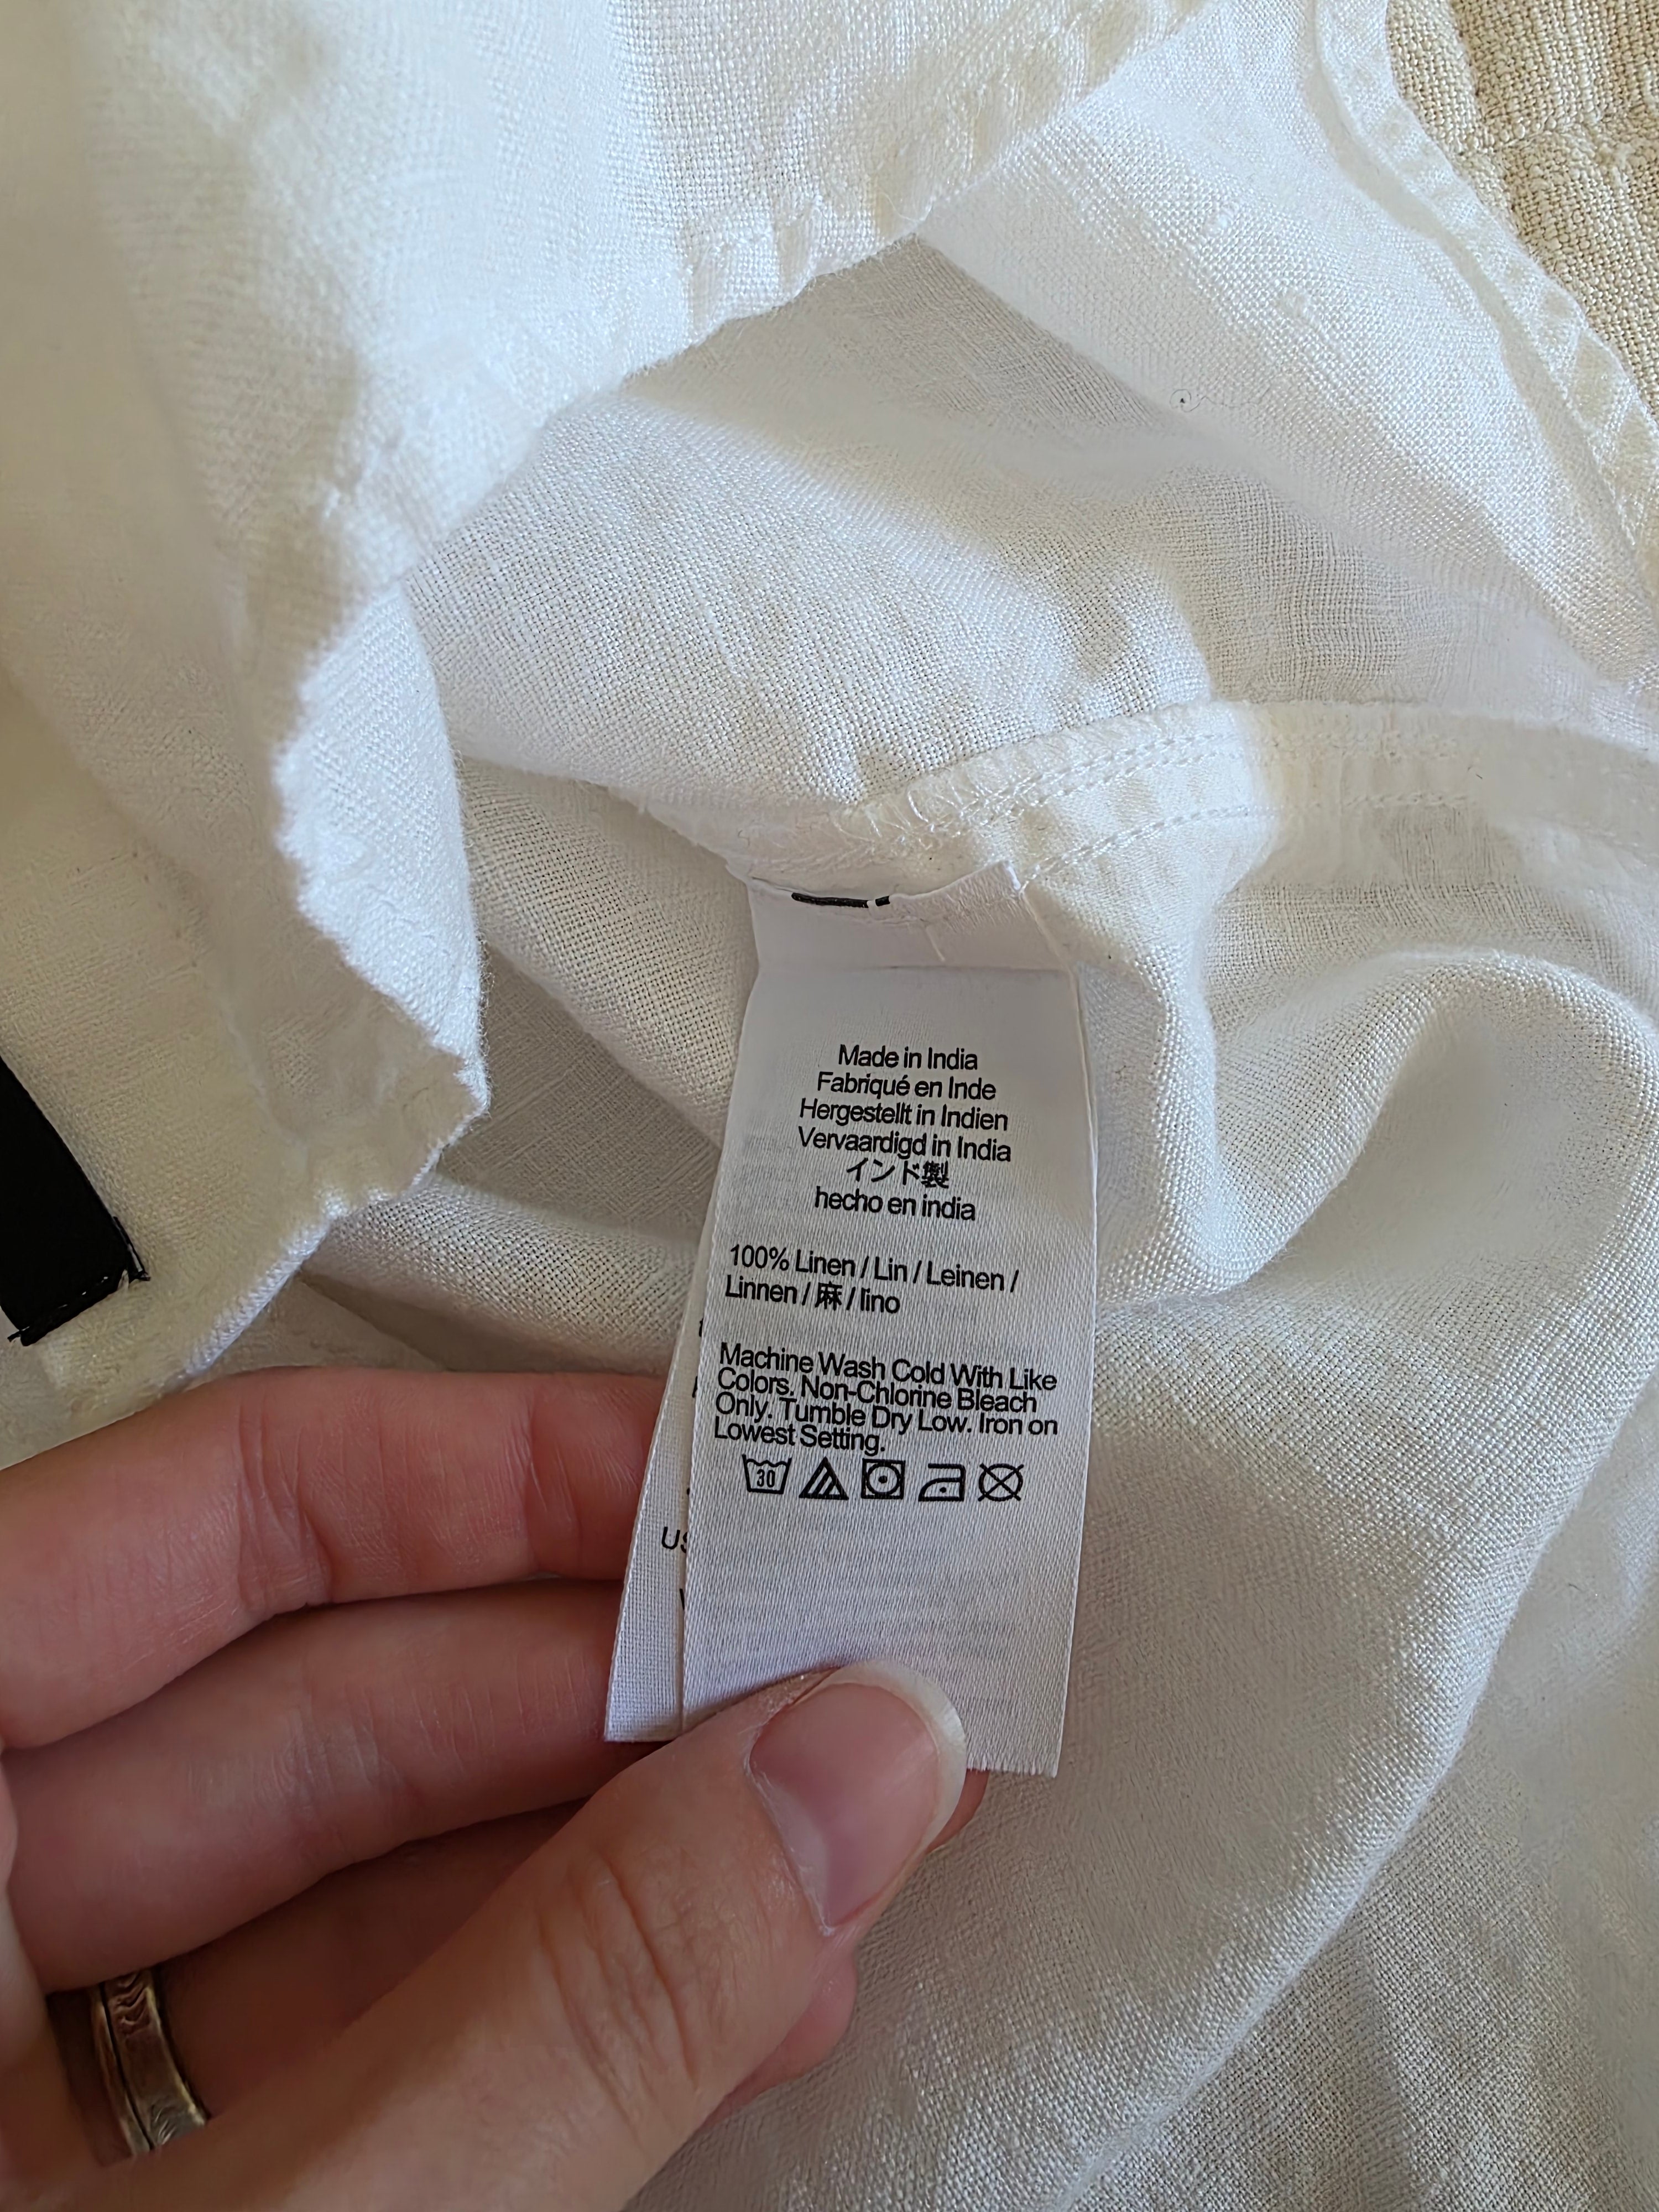 Made in India
Fabriqué en Inde
Hergestellt in Indien
Vervaardigd in India
インド製
hecho en india
100% Linen / Lin / Leinen /
Linnen / 麻 / lino
Machine Wash Cold With Like
Colors. Non-Chlorine Bleach
Only. Tumble Dry Low. Iron on
Lowest Setting.
30
US